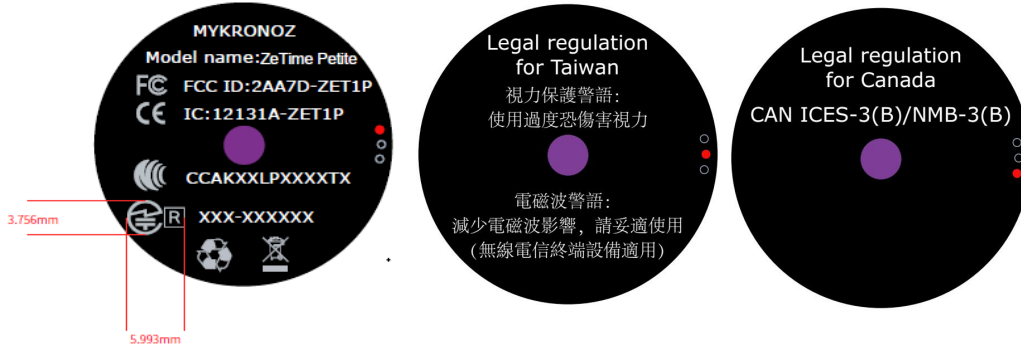 MYKRONOZ
Model name:ZeTime Petite
FC FCC ID:2AA7D-ZET1P
CE IC:12131A-ZET1P
CCAKXXLPXXXXTX
R XXX-XXXXXX
3.756mm
5.993mm
Legal regulation
for Taiwan
視力保護警語:
使用過度恐傷害視力
電磁波警語:
減少電磁波影響，請妥適使用
(無線電信終端設備適用)
Legal regulation
for Canada
CAN ICES-3(B)/NMB-3(B)